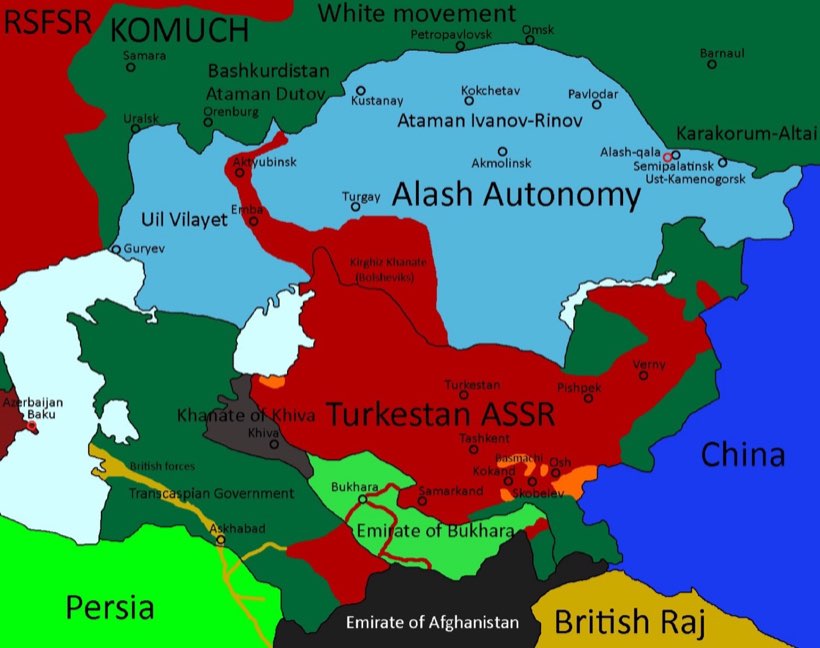 RSFSR
KOMUCH
White movement
Samara
Petropavlovsk
Omsk
Barnaul
Bashkurdistan
Ataman Dutov
Uralsk
Orenburg
Kustanay
Kokchetav
Pavlodar
Ataman Ivanov-Rinov
Karakorum-Altai
Aktyubinsk
Akmolinsk
Alash-qala
Semipalatinsk
Ust-Kamenogorsk
Turgay
Alash Autonomy
Uil Vilayet
Emba
Guryev
Kirghiz Khanate
(Bolsheviks)
Verny
Turkestan
Pishpek
Azerbaijan
Baku
Khanate of Khiva
Khiva
Turkestan ASSR
Tashkent
China
British forces
Basmachi
Osh
Kokand
Skobelev
Bukhara
Samarkand
Transcaspian Government
Askhabad
Emirate of Bukhara
Persia
Emirate of Afghanistan
British Raj